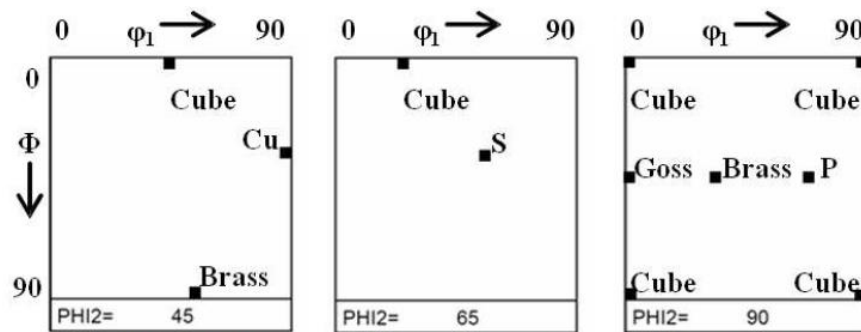 0 φ1 90 0 φ1 90 0 φ1 90
0
Cube Cube Cube Cube
Φ Cu S
Goss Brass P
90 Brass Cube Cube
PHI2= 45 PHI2= 65 PHI2= 90